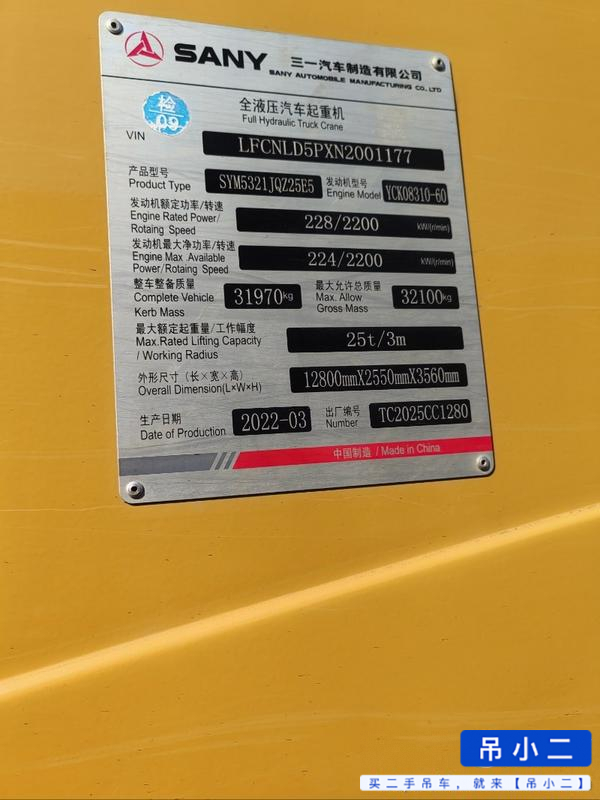 SANY 三一汽车制造有限公司
SANY AUTOMOBILE MANUFACTURING CO., LTD
检
09
全液压汽车起重机
Full Hydraulic Truck Crane
VIN LFCNLD5PXN2001177
产品型号 发动机型号
Product Type SYM5321JQZ25E5 Engine Model YCK08310-60
发动机额定功率/转速
Engine Rated Power/ 228/2200 kW/(r/min)
Rotaing Speed
发动机最大净功率/转速
Engine Max .Available 224/2200 kW/(r/min)
Power/Rotaing Speed
整车整备质量 最大允许总质量
Complete Vehicle 31970kg Max. Allow 32100kg
Kerb Mass Gross Mass
最大额定起重量/工作幅度
Max.Rated Lifting Capacity 25t/3m
/ Working Radius
外形尺寸（长×宽×高） 12800mmX2550mmX3560mm
Overall Dimension(L×W×H)
生产日期 出厂编号
Date of Production 2022-03 Number TC2025CC1280
中国制造 / Made in China
吊小二
买二手吊车，就来【吊小二】